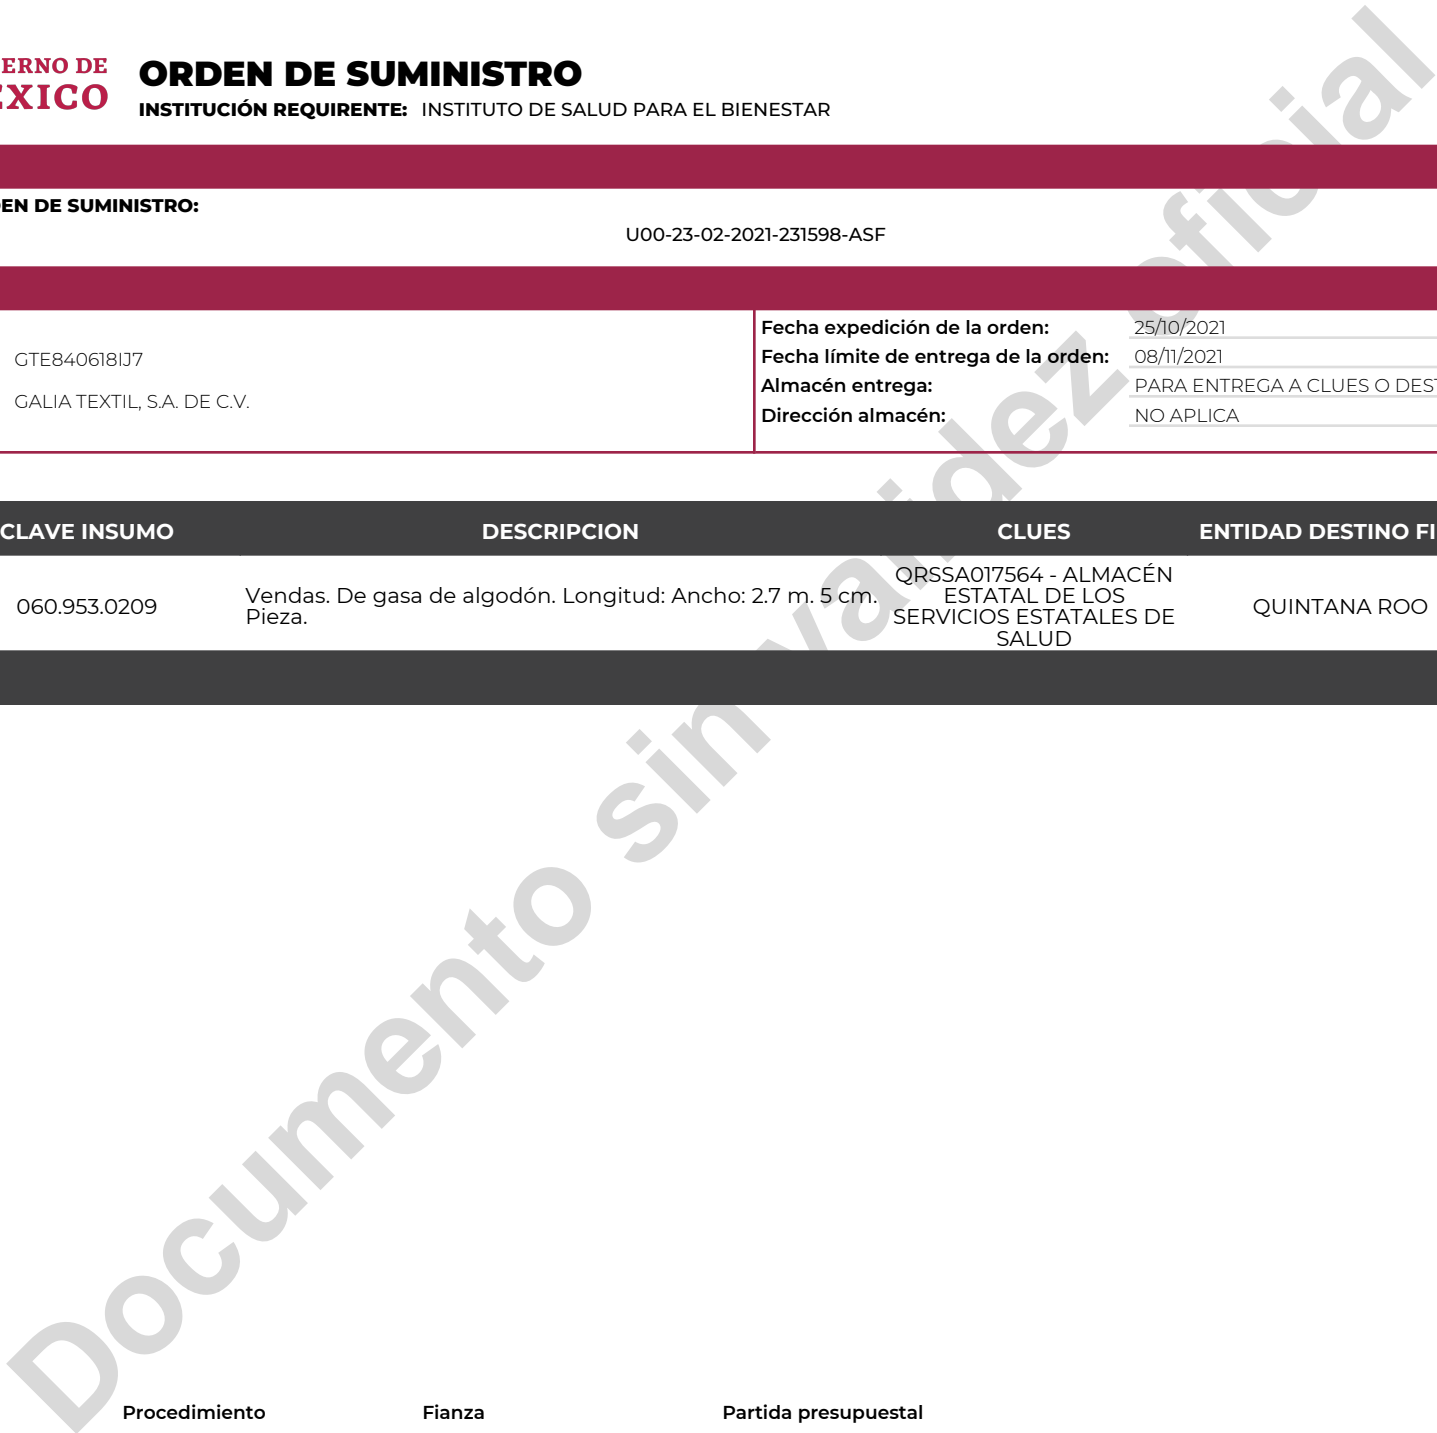 ERNO DE
ÉXICO
ORDEN DE SUMINISTRO
INSTITUCIÓN REQUIRENTE: INSTITUTO DE SALUD PARA EL BIENESTAR
EN DE SUMINISTRO:
U00-23-02-2021-231598-ASF
GTE840618IJ7
GALIA TEXTIL, S.A. DE C.V.
Fecha expedición de la orden: 25/10/2021
Fecha límite de entrega de la orden: 08/11/2021
Almacén entrega: PARA ENTREGA A CLUES O DEST
Dirección almacén: NO APLICA
CLAVE INSUMO DESCRIPCION CLUES ENTIDAD DESTINO FI
060.953.0209
Vendas. De gasa de algodón. Longitud: Ancho: 2.7 m. 5 cm.
Pieza.
QRSSA017564 - ALMACÉN
ESTATAL DE LOS
SERVICIOS ESTATALES DE
SALUD
QUINTANA ROO
Documento sin validez oficial
Procedimiento Fianza Partida presupuestal